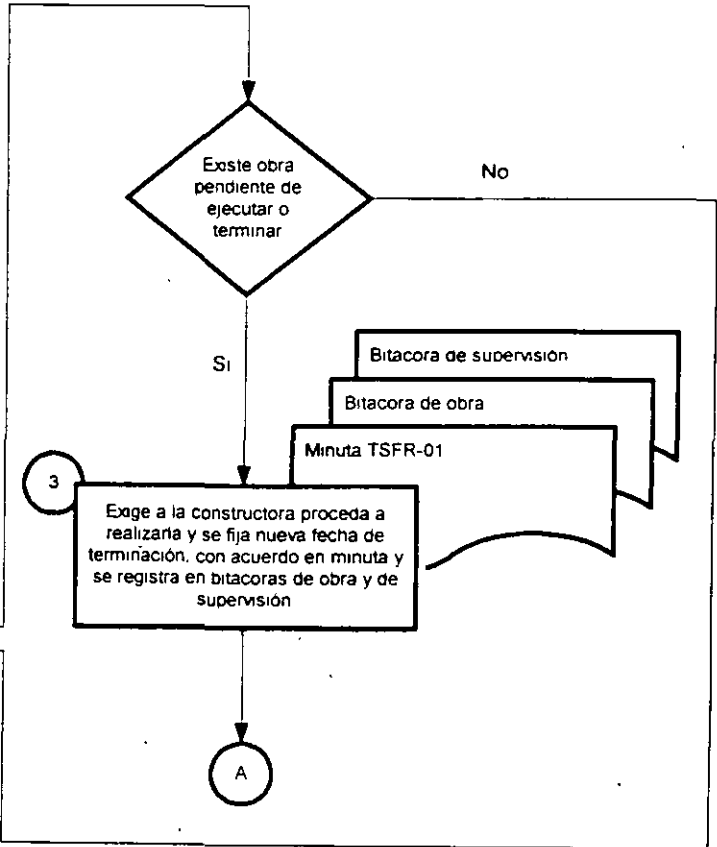 Existe obra
pendiente de
ejecutar o
terminar
No
Si
Bitacora de supervisión
Bitacora de obra
Minuta TSFR-01
3
Exige a la constructora proceda a
realizarla y se fija nueva fecha de
terminación, con acuerdo en minuta y
se registra en bitacoras de obra y de
supervisión
A